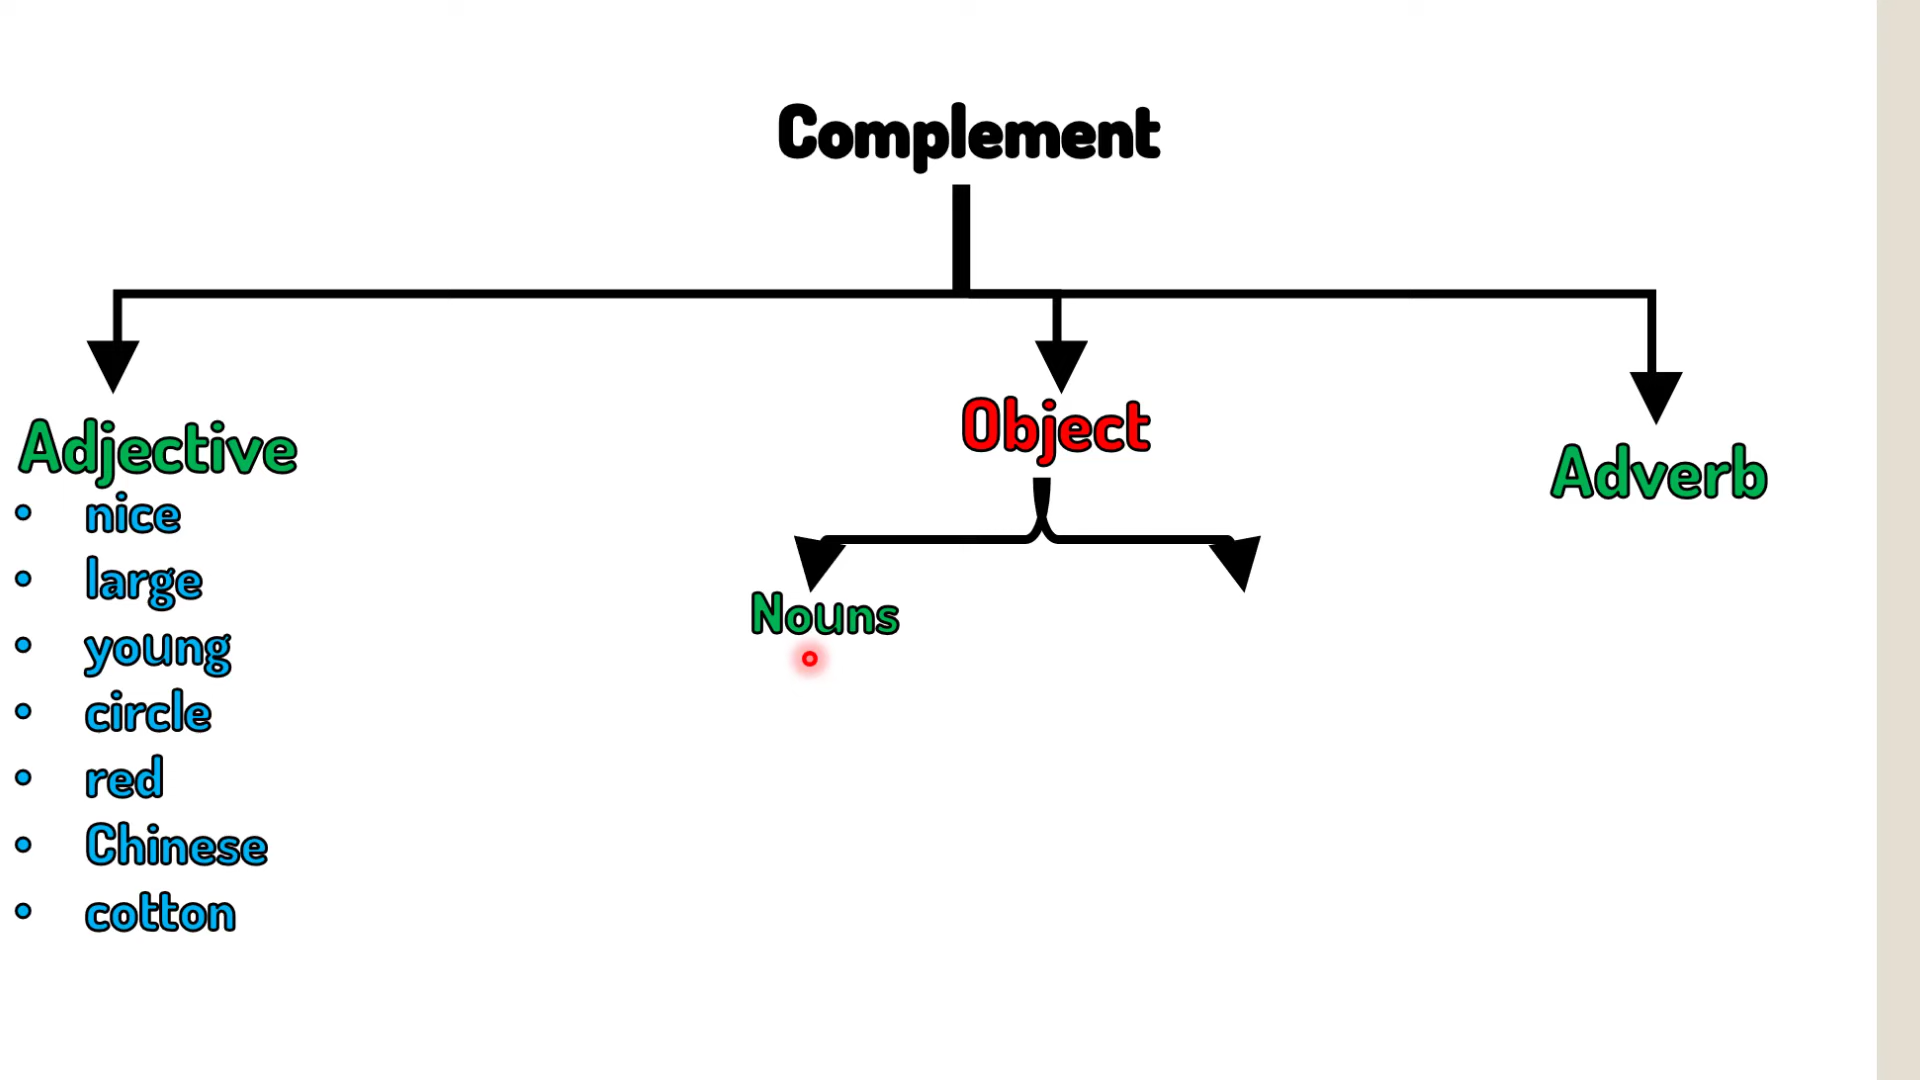 Complement
Adjective
• nice
• large
• young
• circle
• red
• Chinese
• cotton
Object
Nouns
Adverb